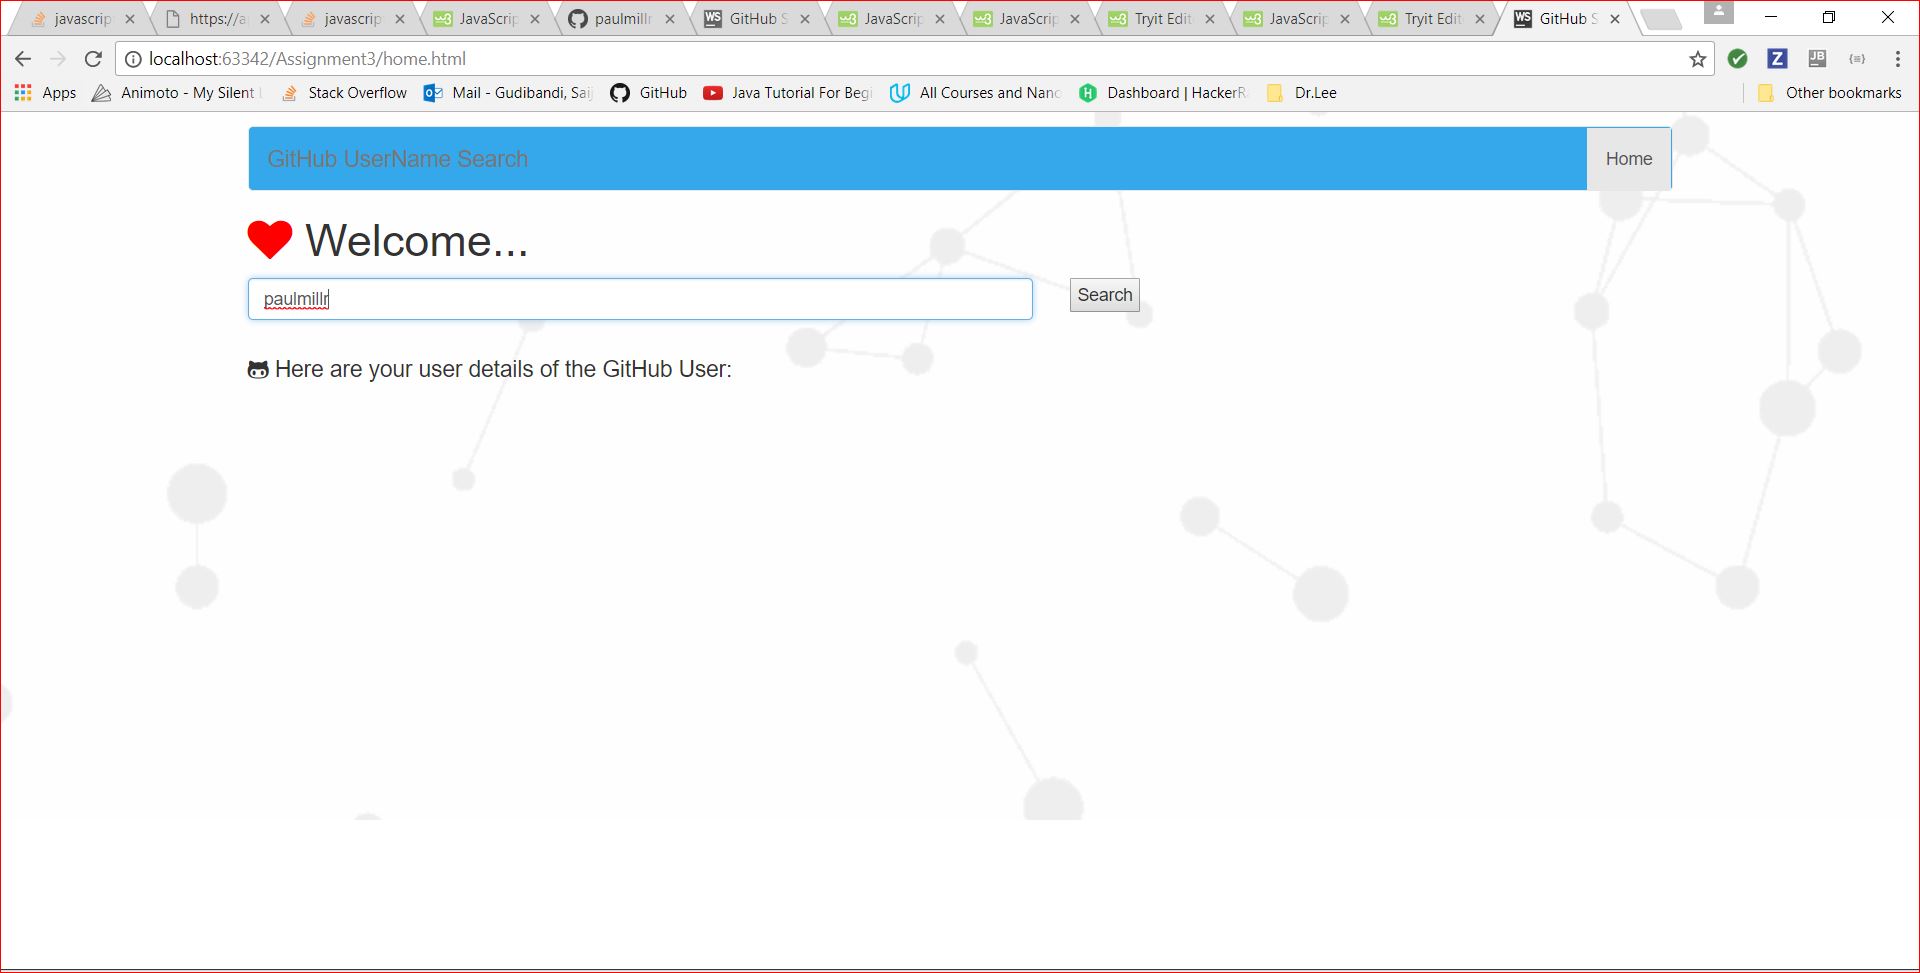 javascrip
https://a
javascrip
JavaScrip
paulmillr
GitHub S
JavaScrip
JavaScrip
Tryit Edit
JavaScrip
Tryit Edit
GitHub S
localhost:63342/Assignment3/home.html
Apps
Animoto - My Silent
Stack Overflow
Mail - Gudibandi, Sai
GitHub
Java Tutorial For Begi
All Courses and Nano
Dashboard | HackerR
Dr.Lee
Other bookmarks
GitHub UserName Search
Home
Welcome...
paulmillr
Search
Here are your user details of the GitHub User: